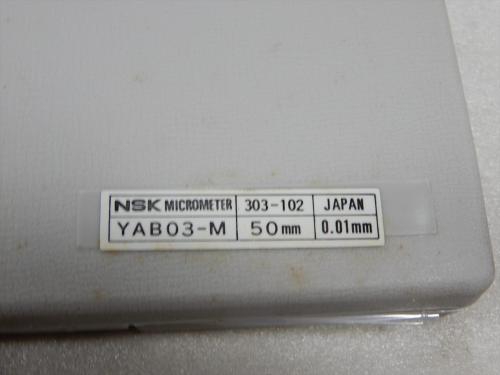 NSK MICROMETER 303-102 JAPAN
YAB03-M 50mm 0.01mm